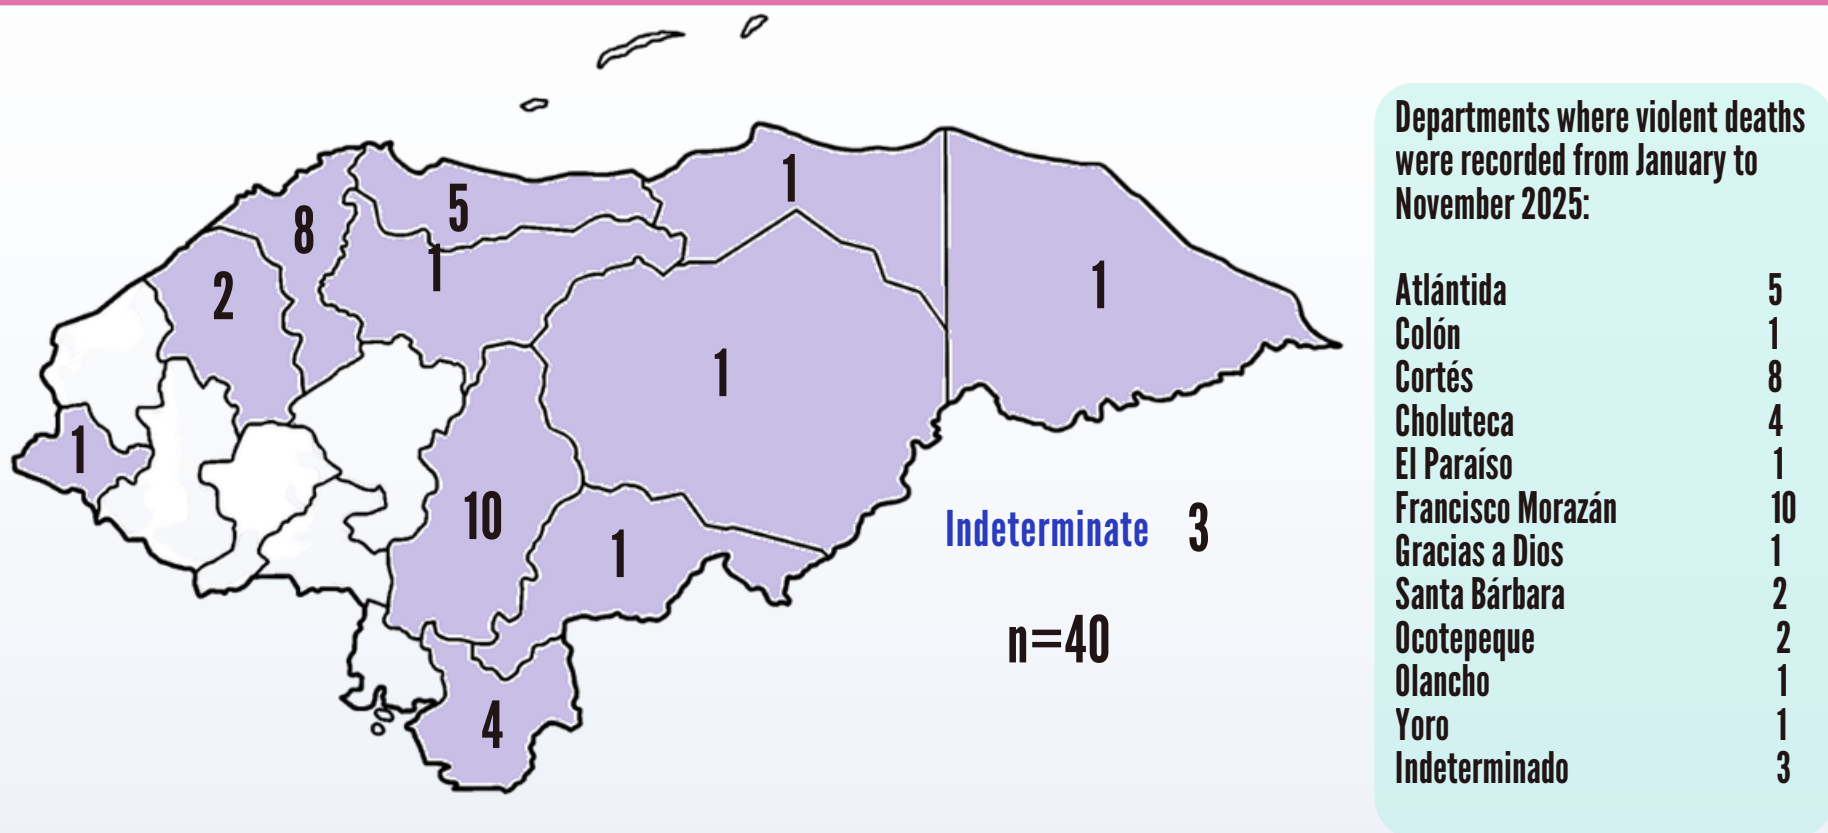 1
5
8
1
2
1
1
1
10
1
4
Indeterminate 3
n=40
Departments where violent deaths
were recorded from January to
November 2025:
Atlántida 5
Colón 1
Cortés 8
Choluteca 4
El Paraíso 1
Francisco Morazán 10
Gracias a Dios 1
Santa Bárbara 2
Ocotepeque 2
Olancho 1
Yoro 1
Indeterminado 3